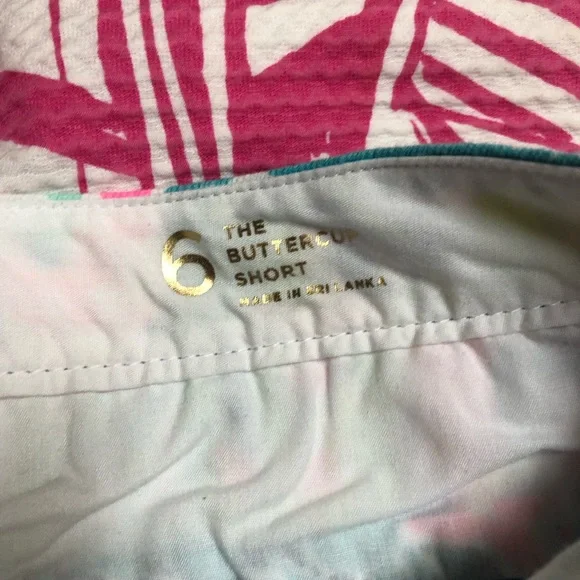 6
THE
BUTTERCUP
SHORT
MADE IN SRI LANKA